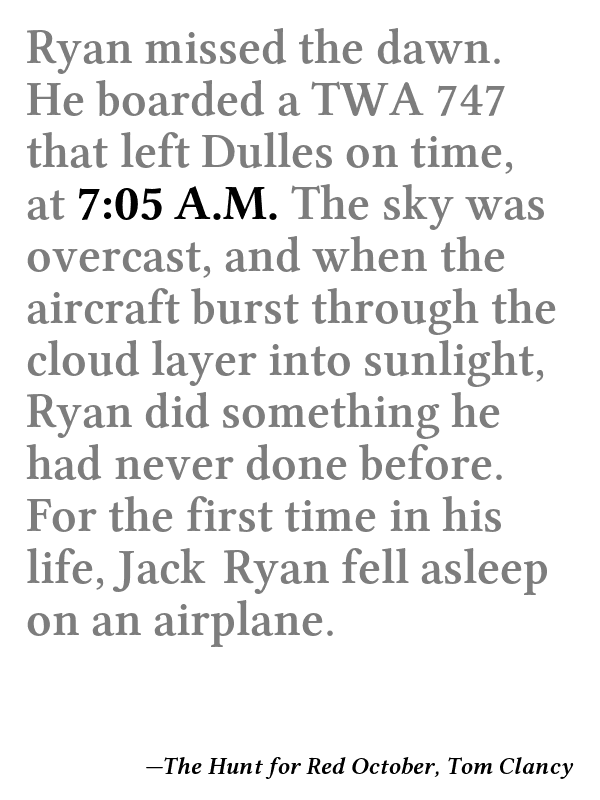 Ryan missed the dawn.
He boarded a TWA 747
that left Dulles on time,
at 7:05 A.M. The sky was
overcast, and when the
aircraft burst through the
cloud layer into sunlight,
Ryan did something he
had never done before.
For the first time in his
life, Jack Ryan fell asleep
on an airplane.
—The Hunt for Red October, Tom Clancy